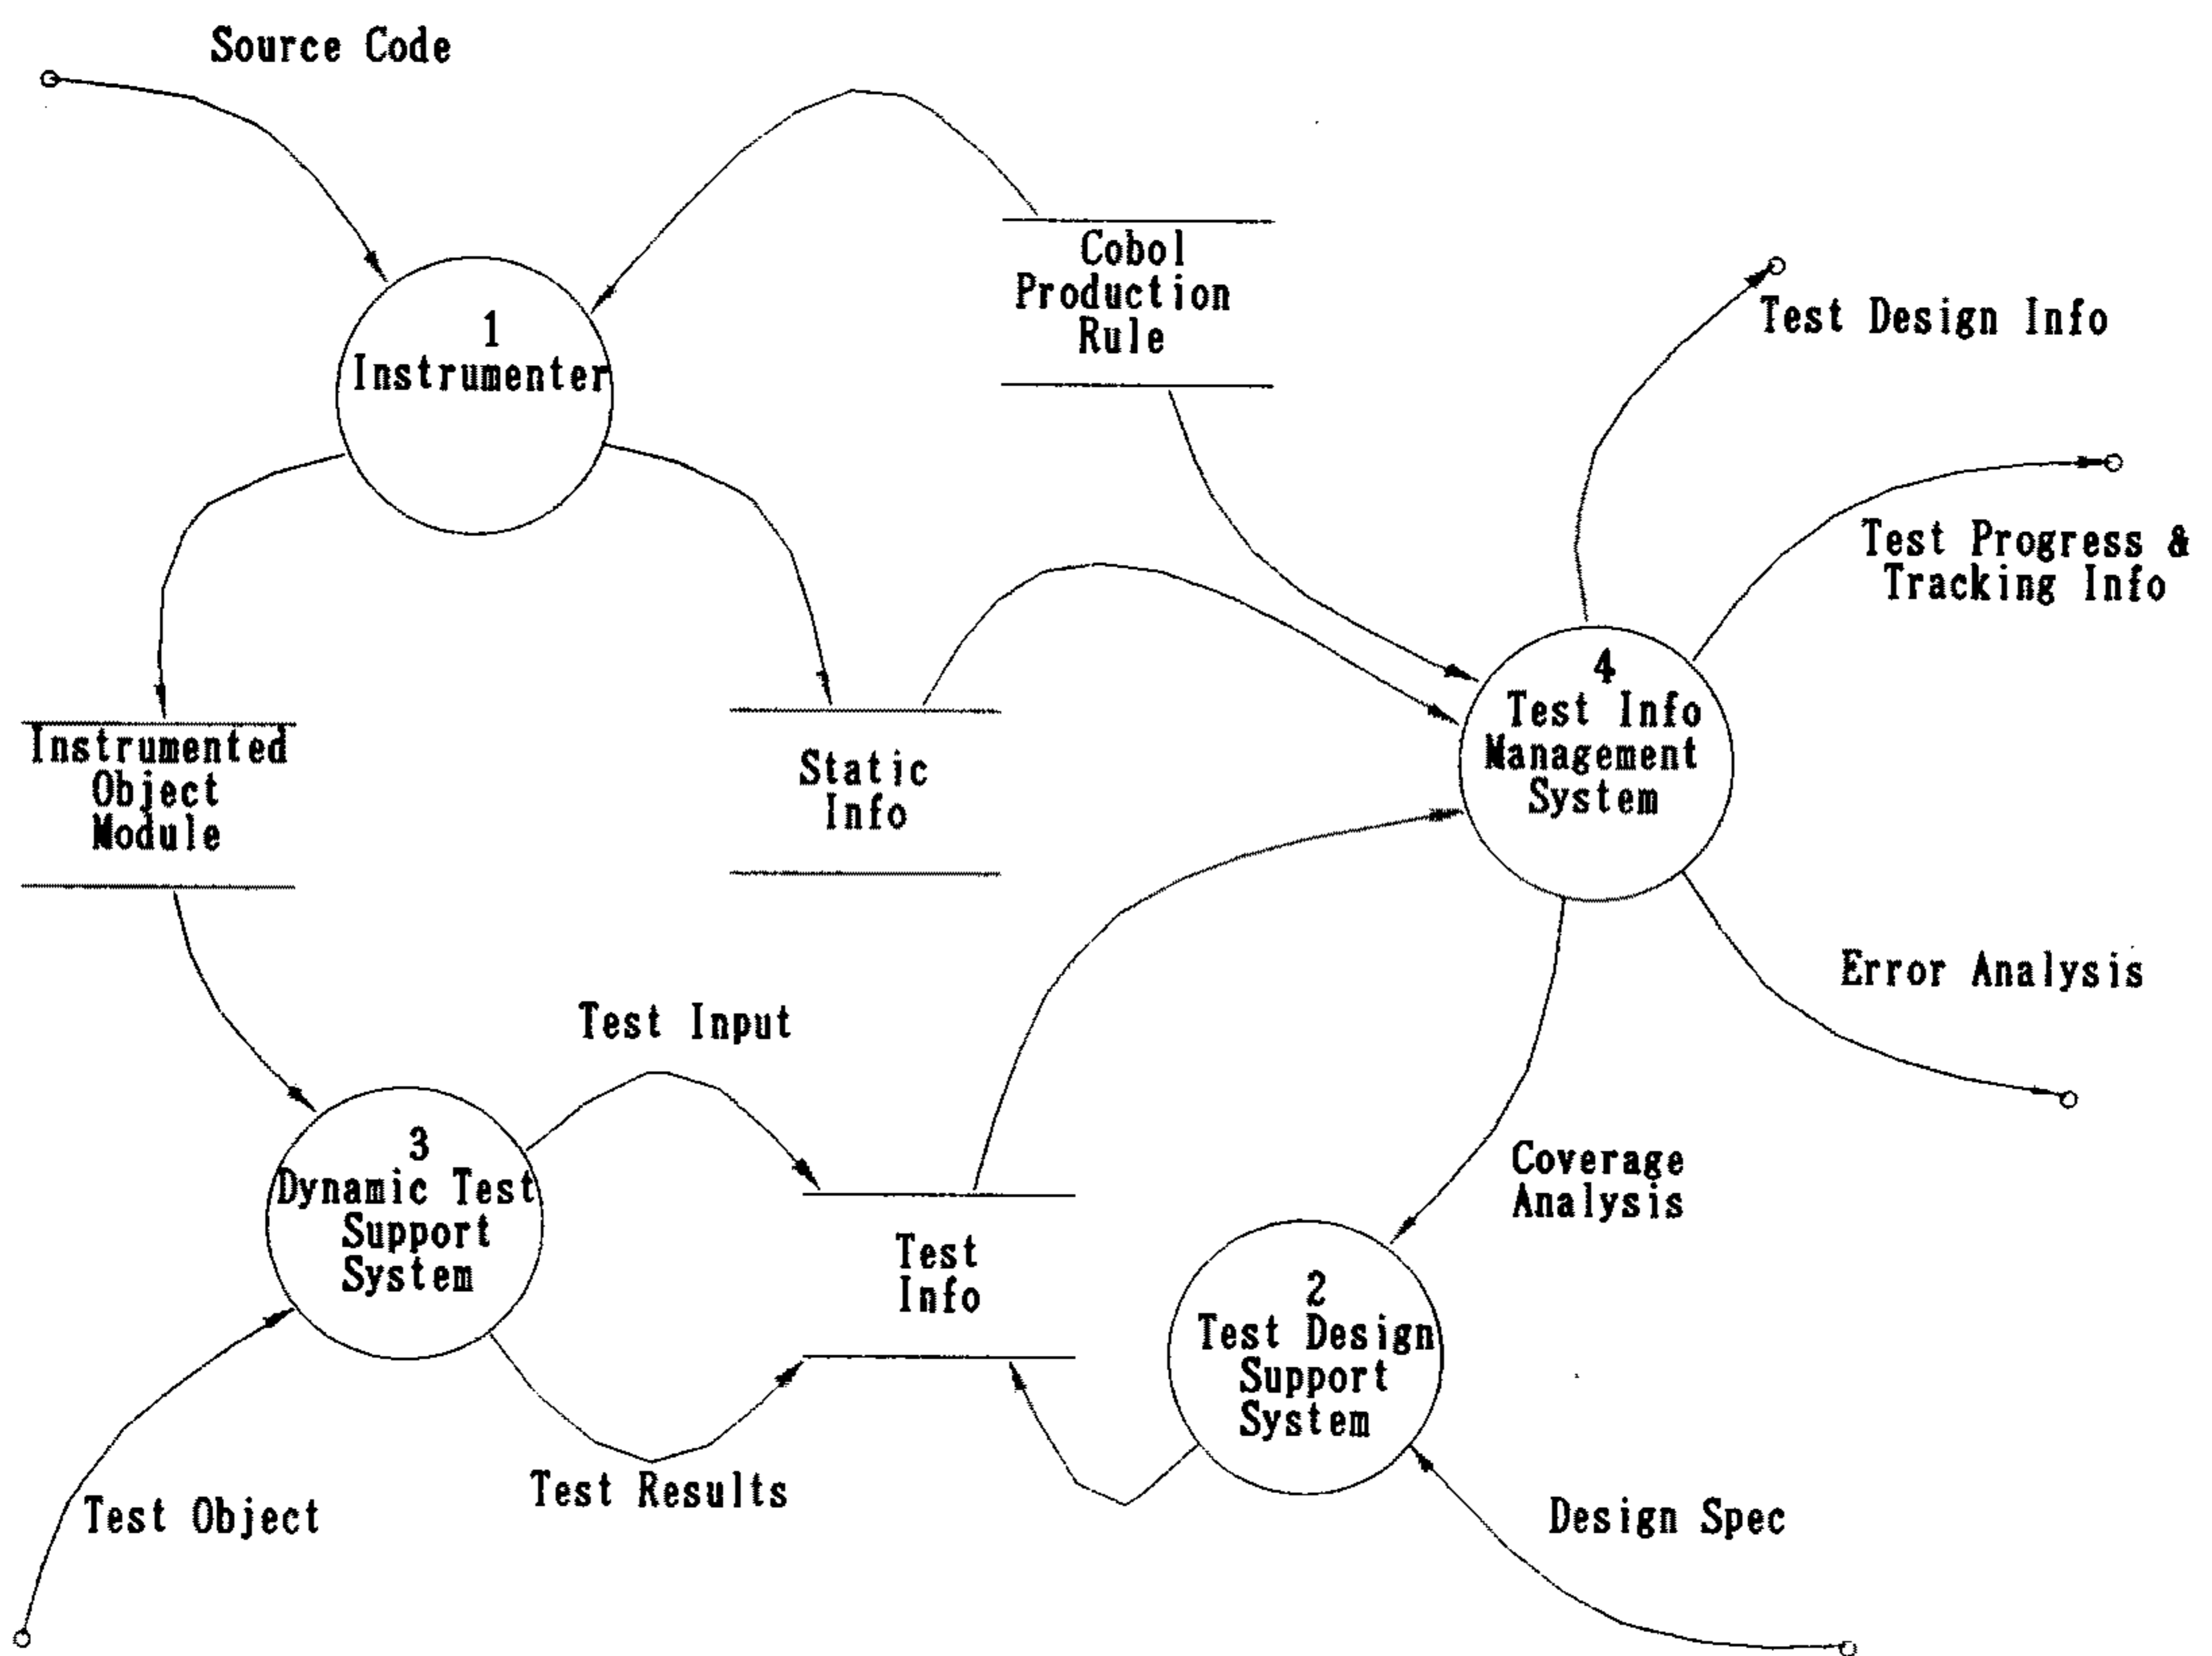 Source Code
Cobol
Production
Rule
1
Instrumenter
Test Design Info
Test Progress &
Tracking Info
4
Test Info
Management
System
Instrumented
Object
Module
Static
Info
Error Analysis
Test Input
3
Dynamic Test
Support
System
Coverage
Analysis
Test
Info
2
Test Design
Support
System
Test Results
Test Object
Design Spec